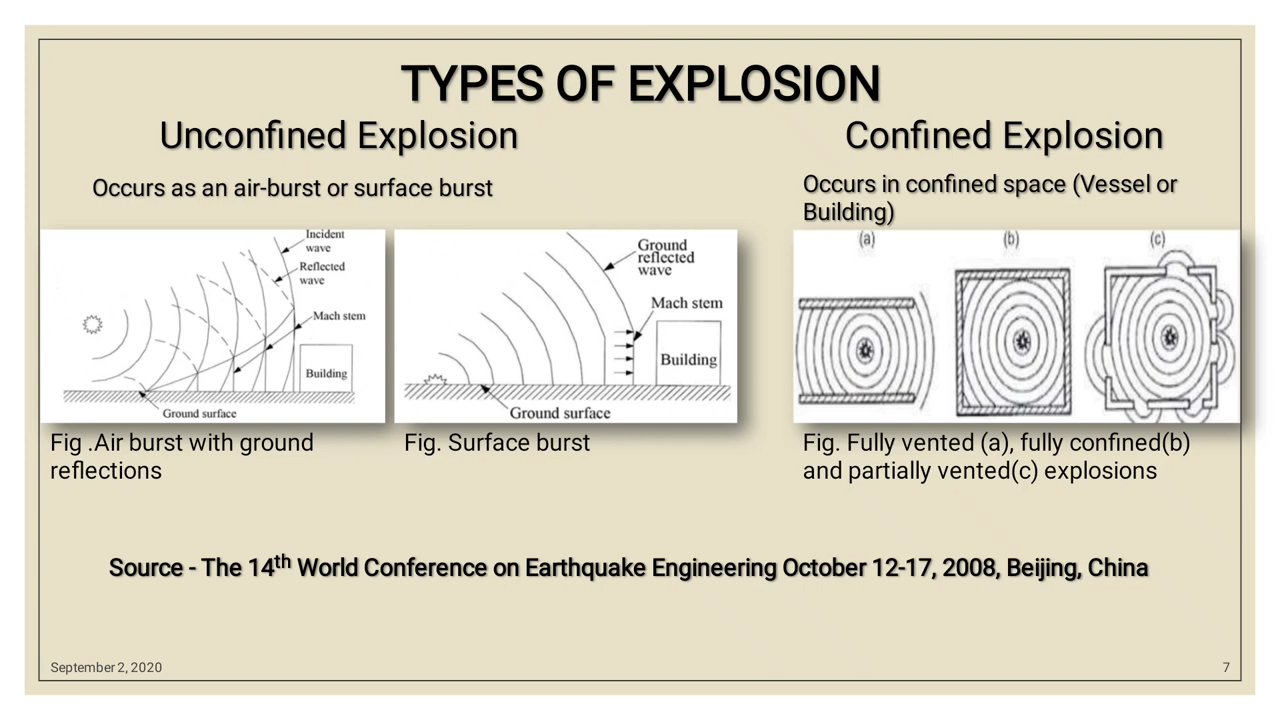 TYPES OF EXPLOSION
Unconfined Explosion
Occurs as an air-burst or surface burst
Incident
wave
Reflected
wave
Mach stem
Building
Ground surface
Fig .Air burst with ground
reflections
Ground
reflected
wave
Mach stem
Building
Ground surface
Fig. Surface burst
Confined Explosion
Occurs in confined space (Vessel or
Building)
(a) (b) (c)
Fig. Fully vented (a), fully confined(b)
and partially vented(c) explosions
Source - The 14th World Conference on Earthquake Engineering October 12-17, 2008, Beijing, China
September 2, 2020
7